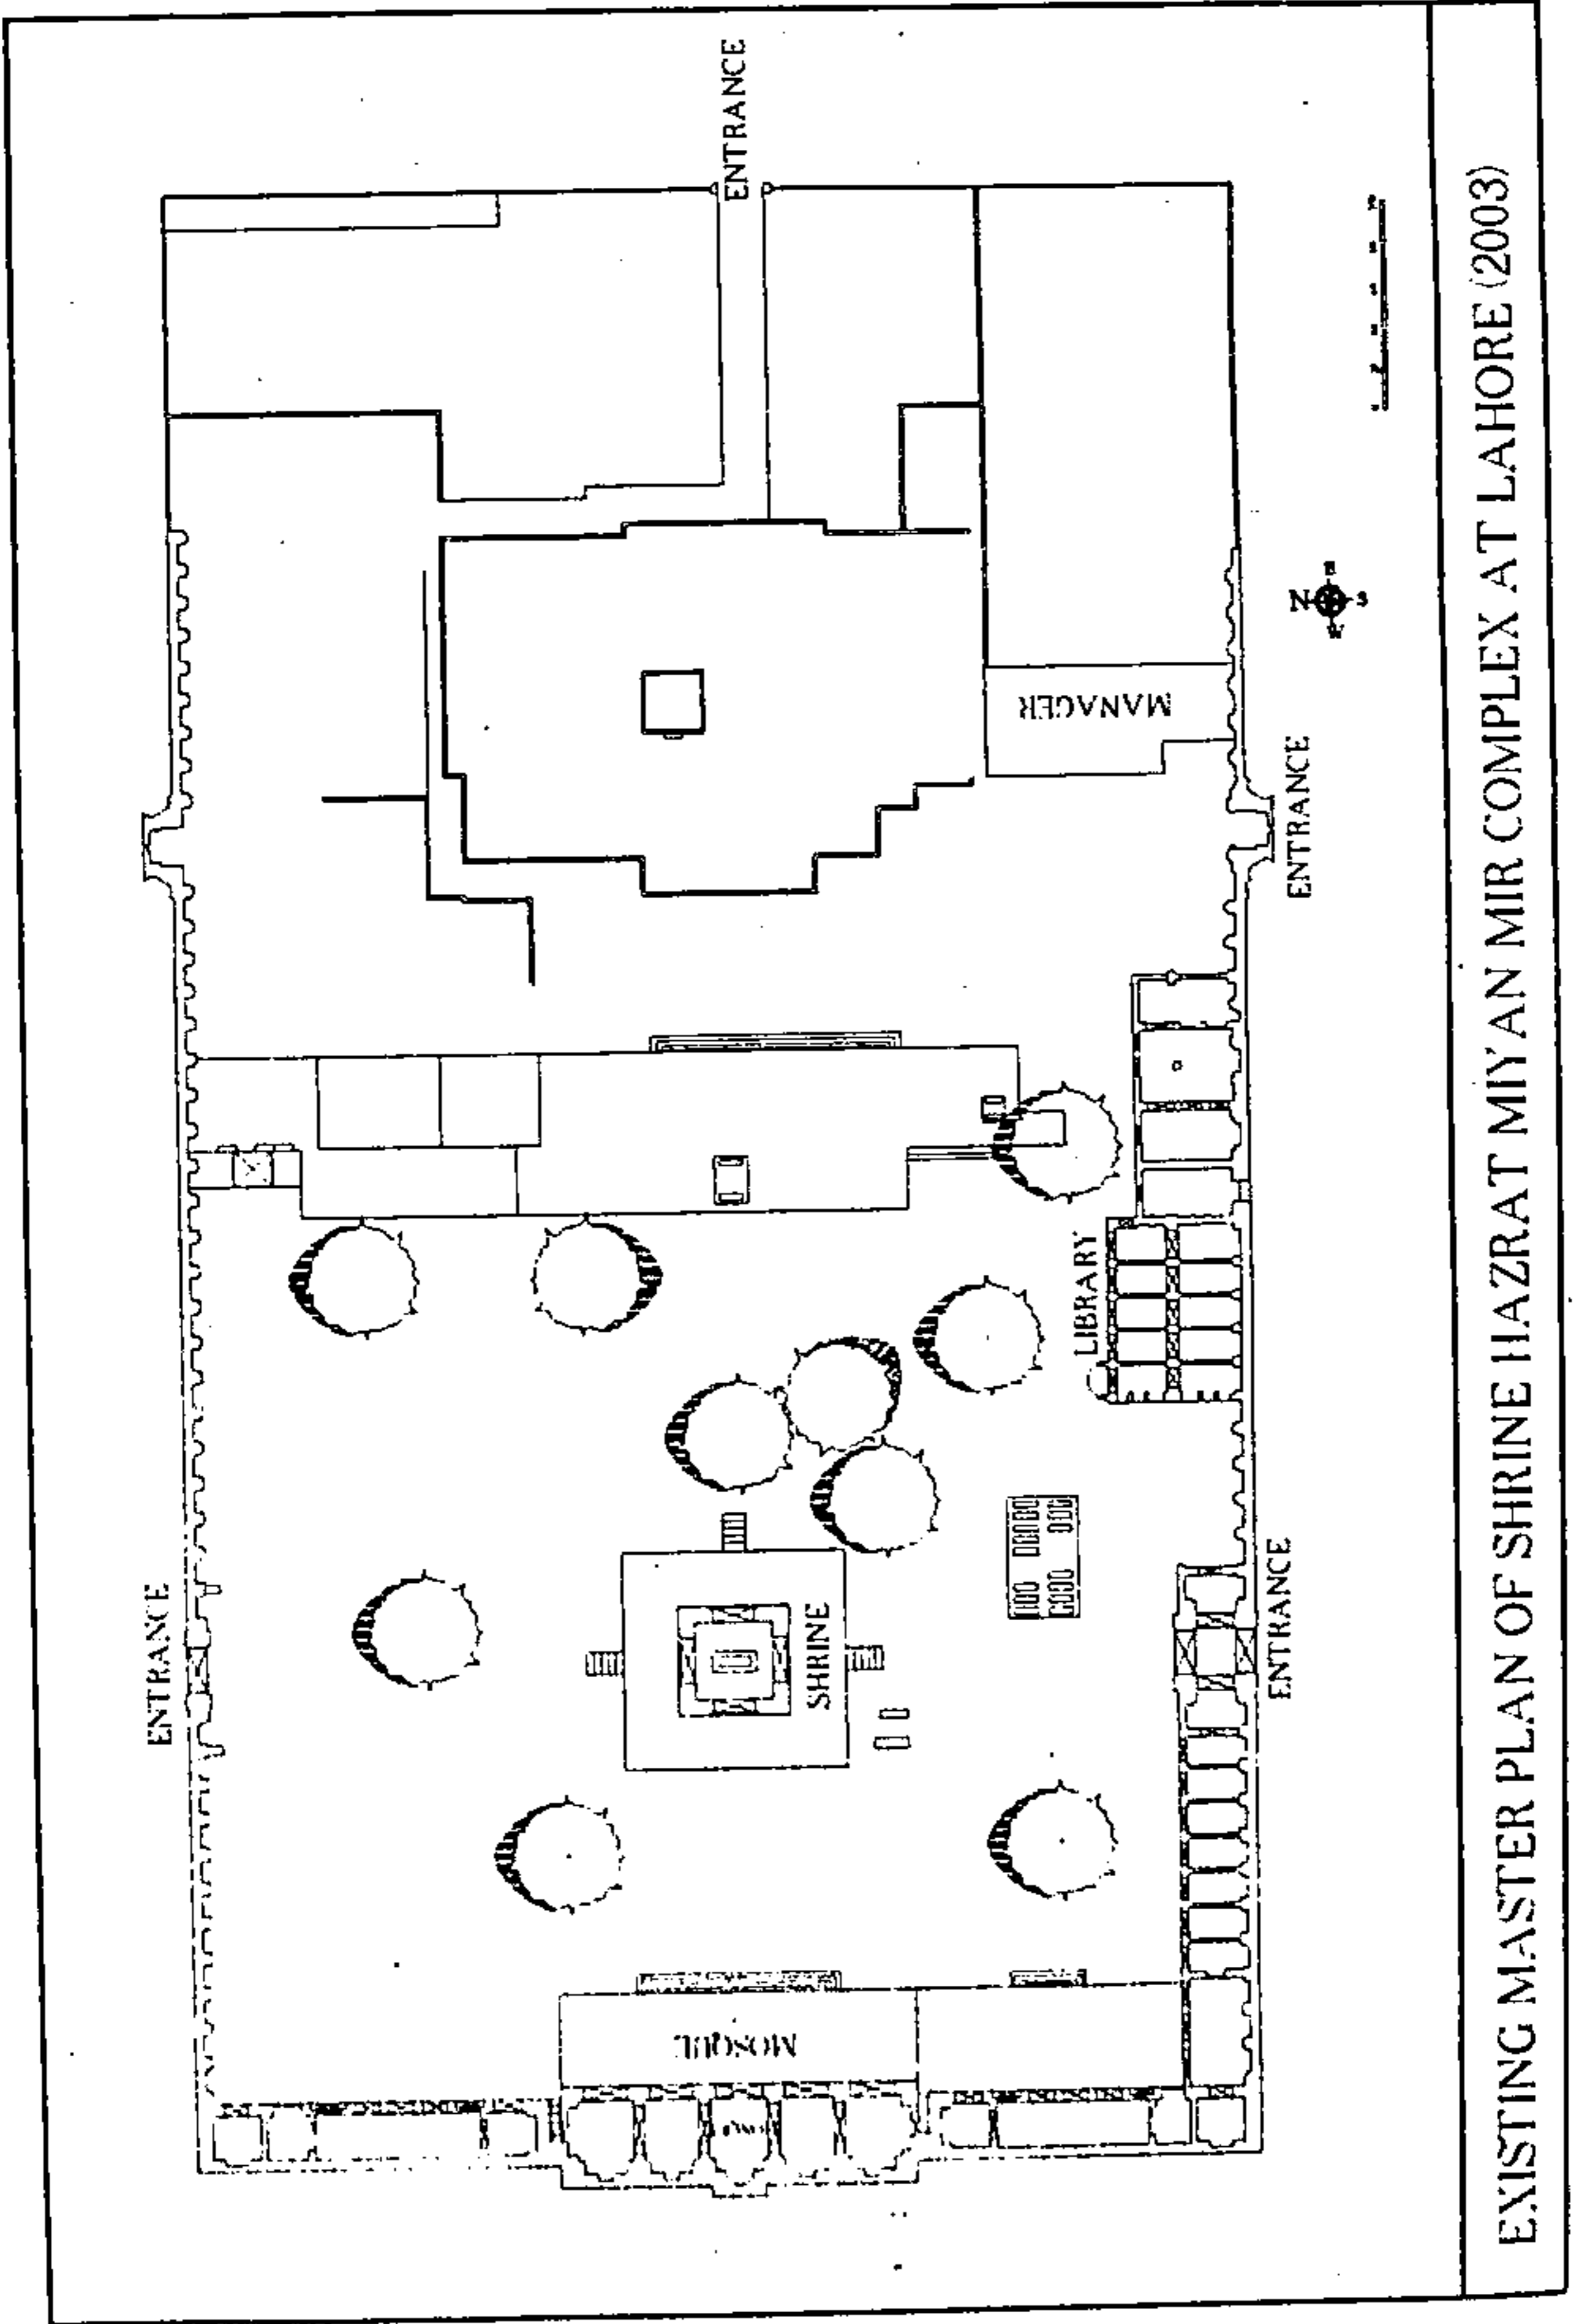 ENTRANCE
ENTRANCE
MOSQUE
SHRINE
LIBRARY
MANAGER
ENTRANCE
ENTRANCE
ENTRANCE
N
S
W
EXISTING MASTER PLAN OF SHRINE HAZRAT MIYAN MIR COMPLEX AT LAHORE (2003)